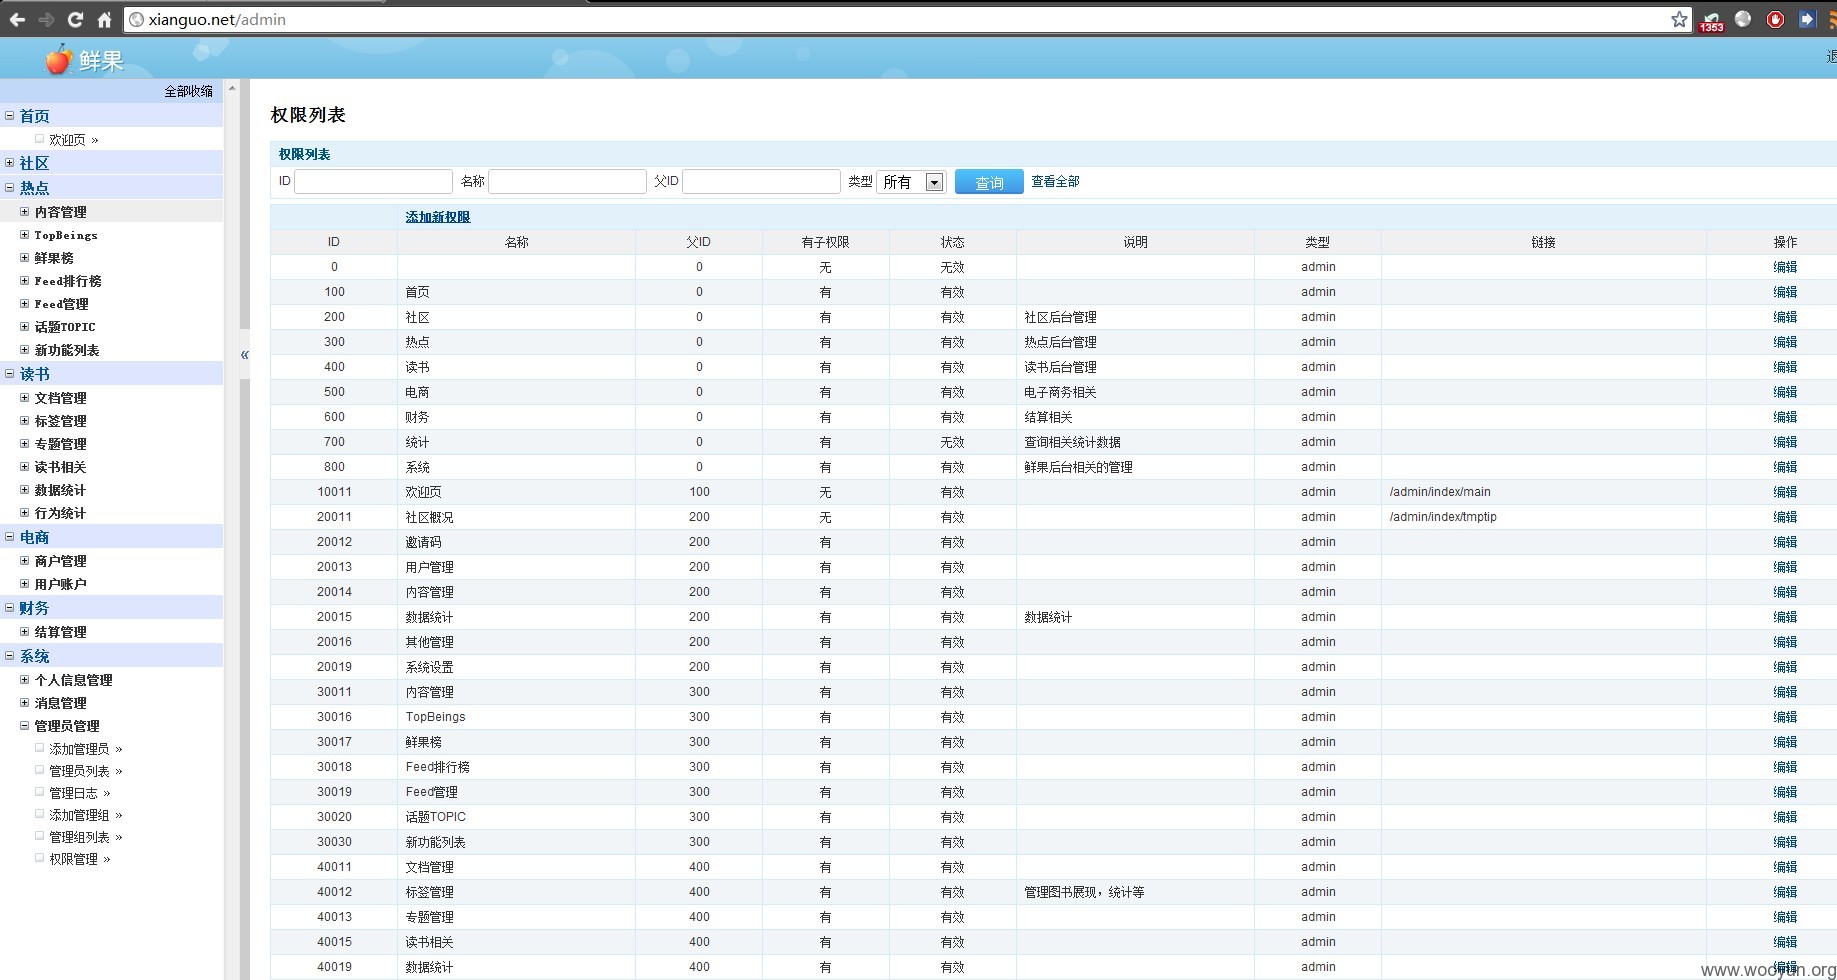 xianguo.net/admin
1353
鲜果
退
全部收缩
首页
欢迎页 »
社区
热点
内容管理
TopBeings
鲜果榜
Feed排行榜
Feed管理
话题TOPIC
新功能列表
读书
文档管理
标签管理
专题管理
读书相关
数据统计
行为统计
电商
商户管理
用户账户
财务
结算管理
系统
个人信息管理
消息管理
管理员管理
添加管理员 »
管理员列表 »
管理日志 »
添加管理组 »
管理组列表 »
权限管理 »
«
权限列表
权限列表
ID 名称 父ID 类型 所有 查询 查看全部
添加新权限
ID 名称 父ID 有子权限 状态 说明 类型 链接 操作
0 0 无 无效 admin 编辑
100 首页 0 有 有效 admin 编辑
200 社区 0 有 有效 社区后台管理 admin 编辑
300 热点 0 有 有效 热点后台管理 admin 编辑
400 读书 0 有 有效 读书后台管理 admin 编辑
500 电商 0 有 有效 电子商务相关 admin 编辑
600 财务 0 有 有效 结算相关 admin 编辑
700 统计 0 有 无效 查询相关统计数据 admin 编辑
800 系统 0 有 有效 鲜果后台相关的管理 admin 编辑
10011 欢迎页 100 无 有效 admin /admin/index/main 编辑
20011 社区概况 200 无 有效 admin /admin/index/tmptip 编辑
20012 邀请码 200 有 有效 admin 编辑
20013 用户管理 200 有 有效 admin 编辑
20014 内容管理 200 有 有效 admin 编辑
20015 数据统计 200 有 有效 数据统计 admin 编辑
20016 其他管理 200 有 有效 admin 编辑
20019 系统设置 200 有 有效 admin 编辑
30011 内容管理 300 有 有效 admin 编辑
30016 TopBeings 300 有 有效 admin 编辑
30017 鲜果榜 300 有 有效 admin 编辑
30018 Feed排行榜 300 有 有效 admin 编辑
30019 Feed管理 300 有 有效 admin 编辑
30020 话题TOPIC 300 有 有效 admin 编辑
30030 新功能列表 300 有 有效 admin 编辑
40011 文档管理 400 有 有效 admin 编辑
40012 标签管理 400 有 有效 管理图书展现，统计等 admin 编辑
40013 专题管理 400 有 有效 admin 编辑
40015 读书相关 400 有 有效 admin 编辑
40019 数据统计 400 有 有效 admin 编辑
www.wooyun.org